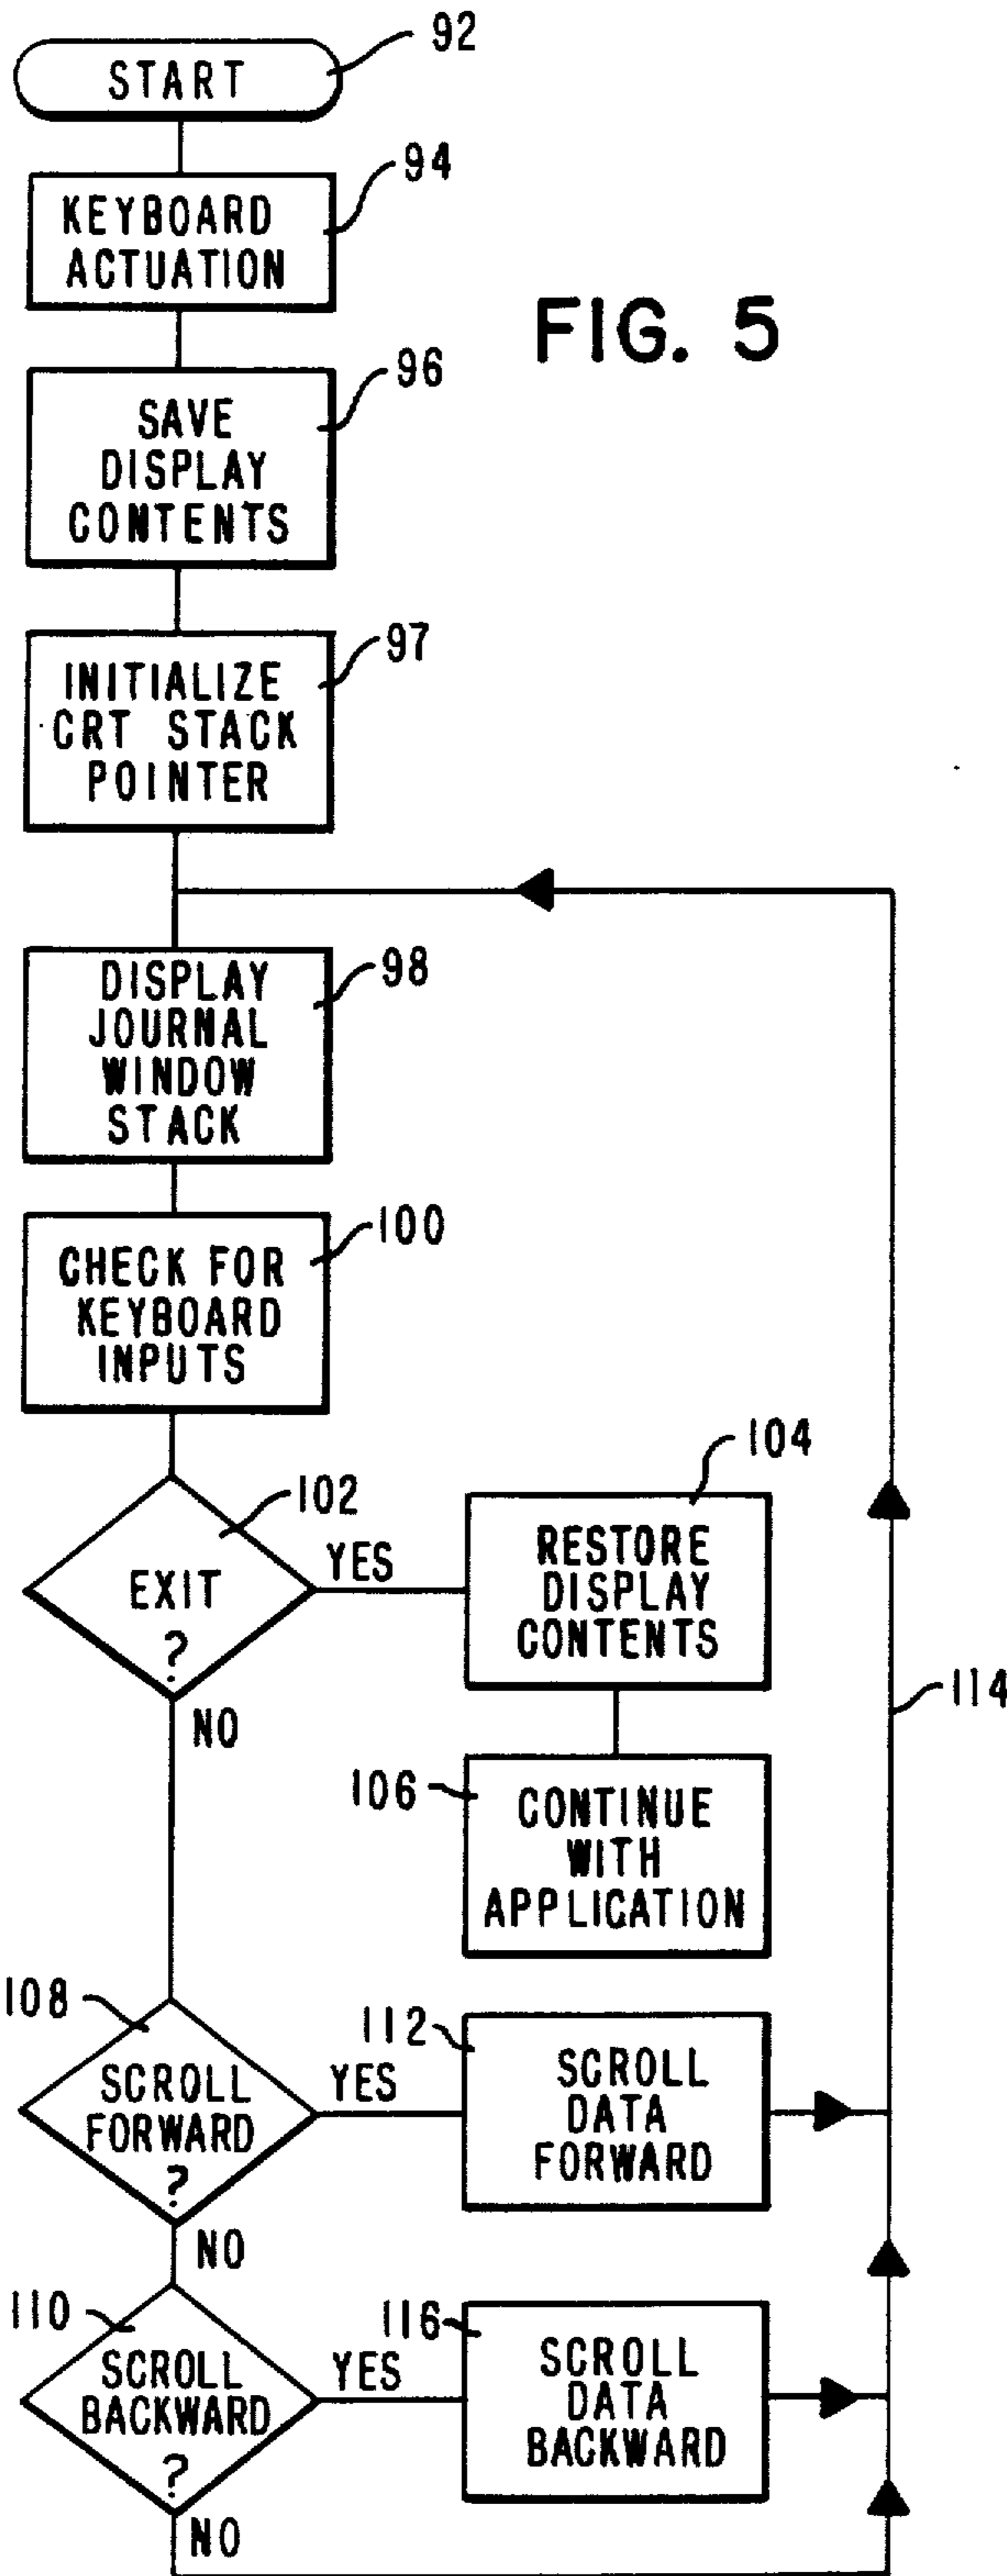 92
START
94
KEYBOARD
ACTUATION
FIG. 5
96
SAVE
DISPLAY
CONTENTS
97
INITIALIZE
CRT STACK
POINTER
98
DISPLAY
JOURNAL
WINDOW
STACK
100
CHECK FOR
KEYBOARD
INPUTS
102
EXIT
?
YES
NO
104
RESTORE
DISPLAY
CONTENTS
114
106
CONTINUE
WITH
APPLICATION
108
SCROLL
FORWARD
?
YES
NO
112
SCROLL
DATA
FORWARD
110
SCROLL
BACKWARD
?
YES
NO
116
SCROLL
DATA
BACKWARD